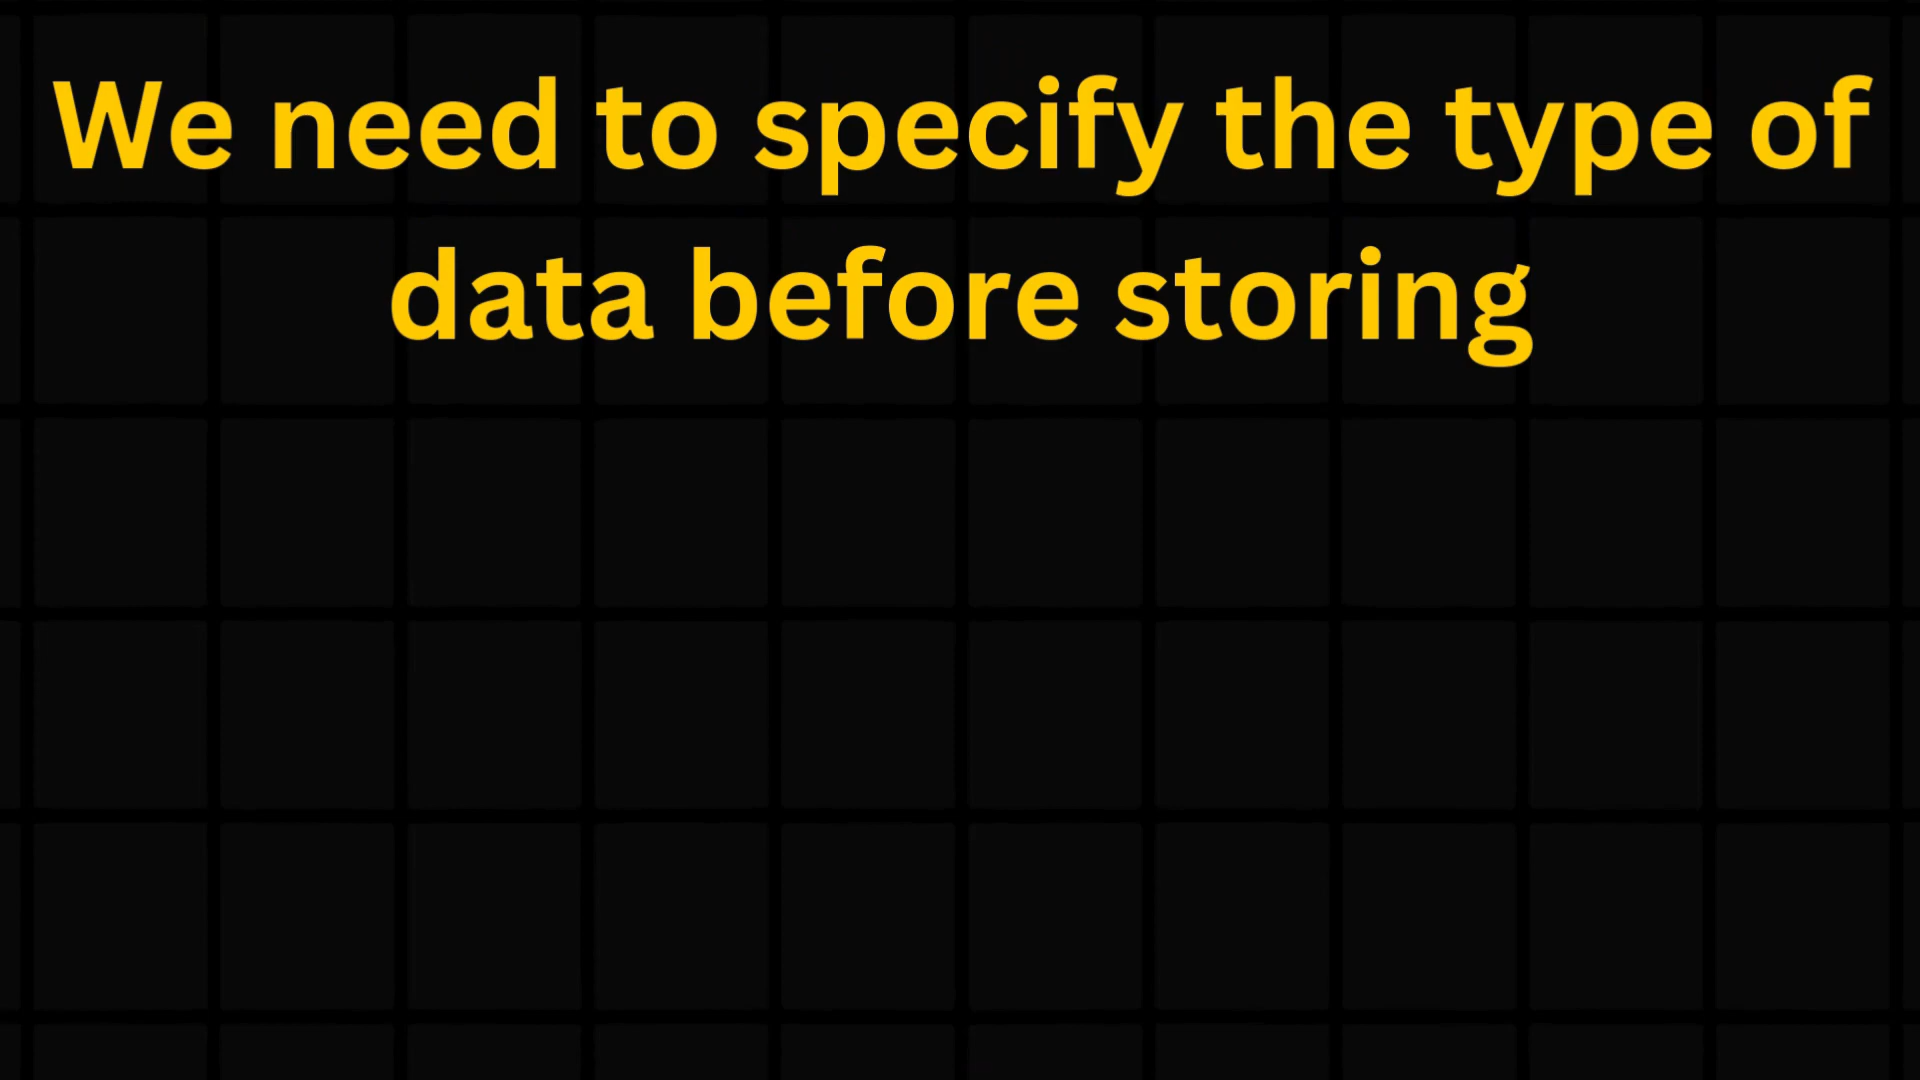 We need to specify the type of
data before storing